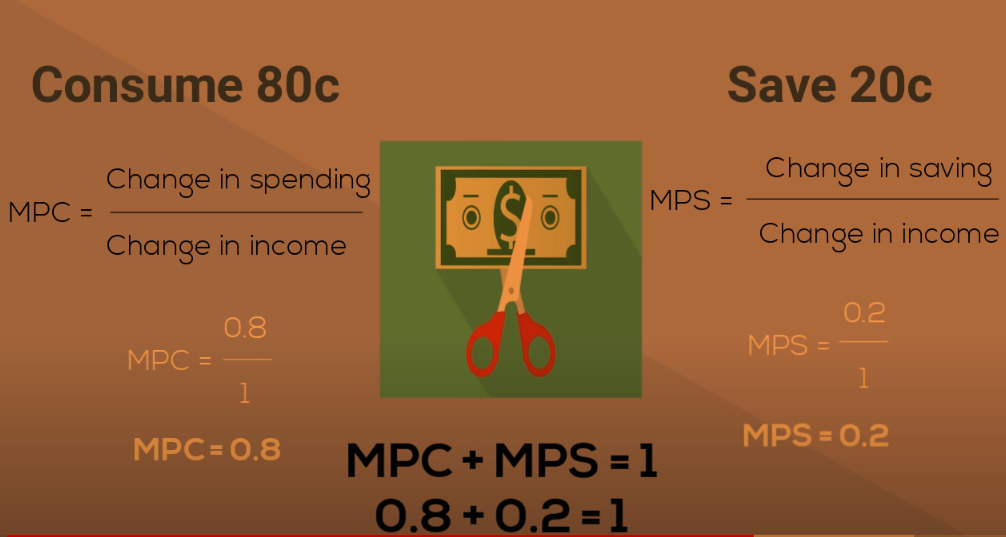 Consume 80c
MPC = Change in spending
Change in income
MPC = 0.8
1
MPC = 0.8
$
Save 20c
MPS = Change in saving
Change in income
MPS = 0.2
1
MPS = 0.2
MPC + MPS = 1
0.8 + 0.2 = 1